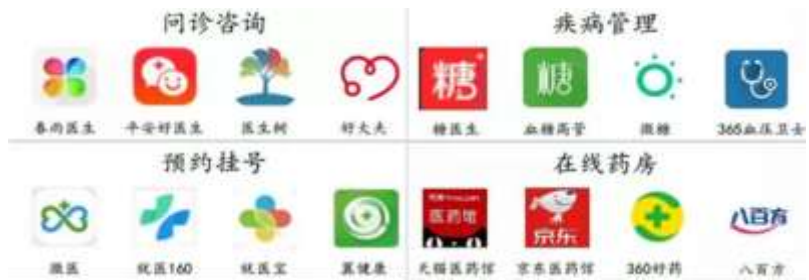 问诊咨询
春雨医生 平安好医生 医生树 好大夫
疾病管理
糖
糖医生 血糖高管 微糖 365血压卫士
预约挂号
微医 就医160 就医宝 翼健康
在线药房
医药馆
京东
八百方
天猫医药馆 京东医药馆 360好药 八百方